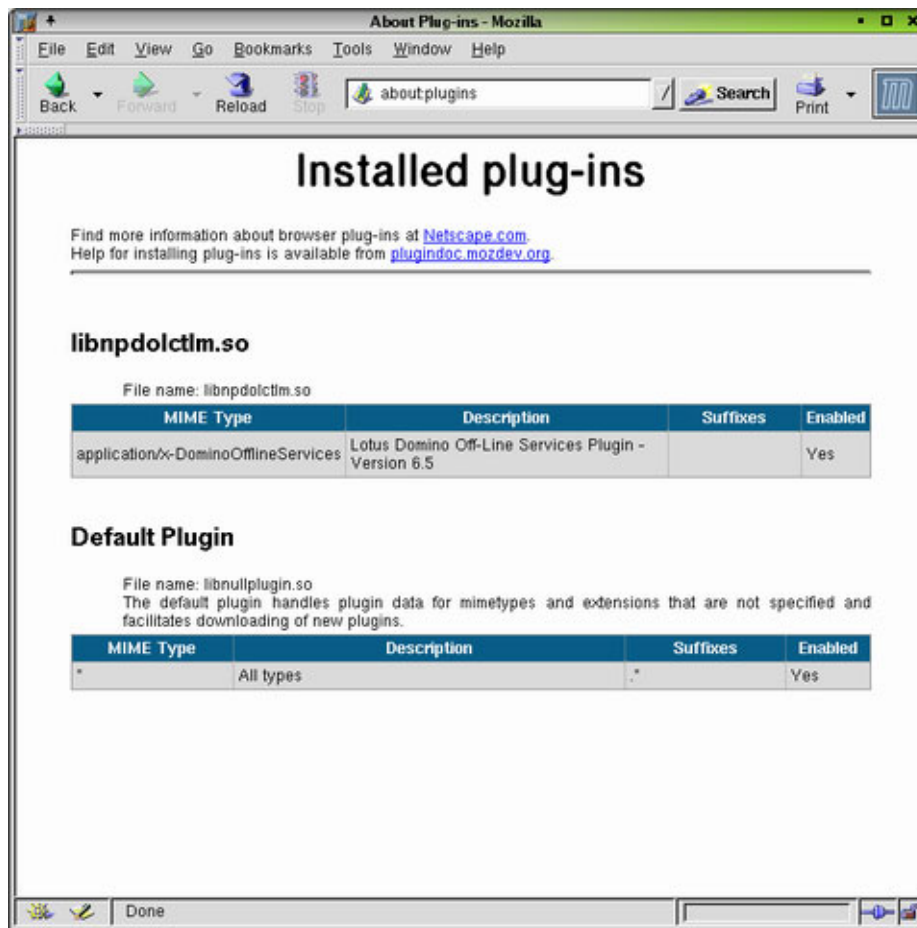 About Plug-ins - Mozilla
File Edit View Go Bookmarks Tools Window Help
Back Forward Reload Stop about:plugins Search Print
Installed plug-ins
Find more information about browser plug-ins at Netscape.com.
Help for installing plug-ins is available from plugindoc.mozdev.org.
libnpdolctlm.so
File name: libnpdolctlm.so
MIME Type Description Suffixes Enabled
application/x-DominoOfflineServices Lotus Domino Off-Line Services Plugin - Yes
Version 6.5
Default Plugin
File name: libnullplugin.so
The default plugin handles plugin data for mimetypes and extensions that are not specified and
facilitates downloading of new plugins.
MIME Type Description Suffixes Enabled
* All types .* Yes
Done